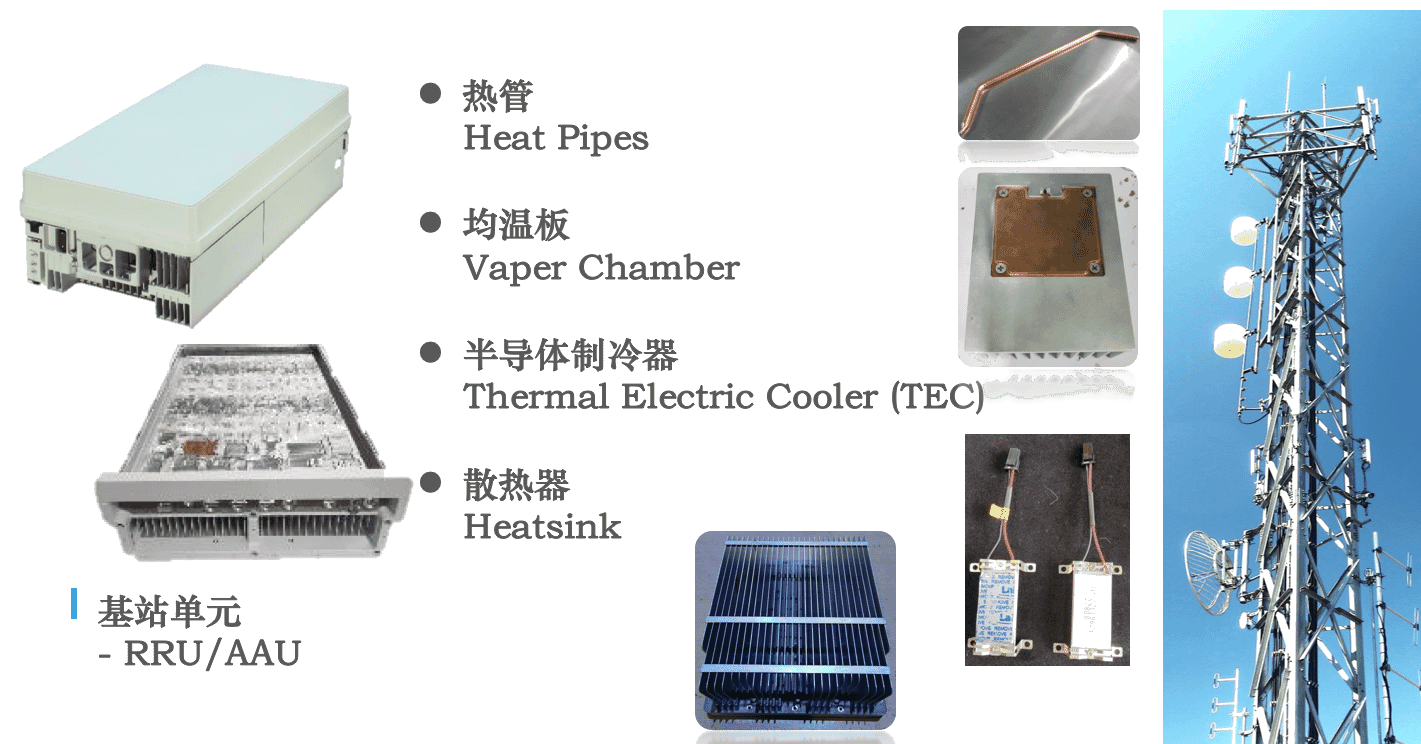 热管
Heat Pipes
均温板
Vaper Chamber
半导体制冷器
Thermal Electric Cooler (TEC)
散热器
Heatsink
基站单元
- RRU/AAU